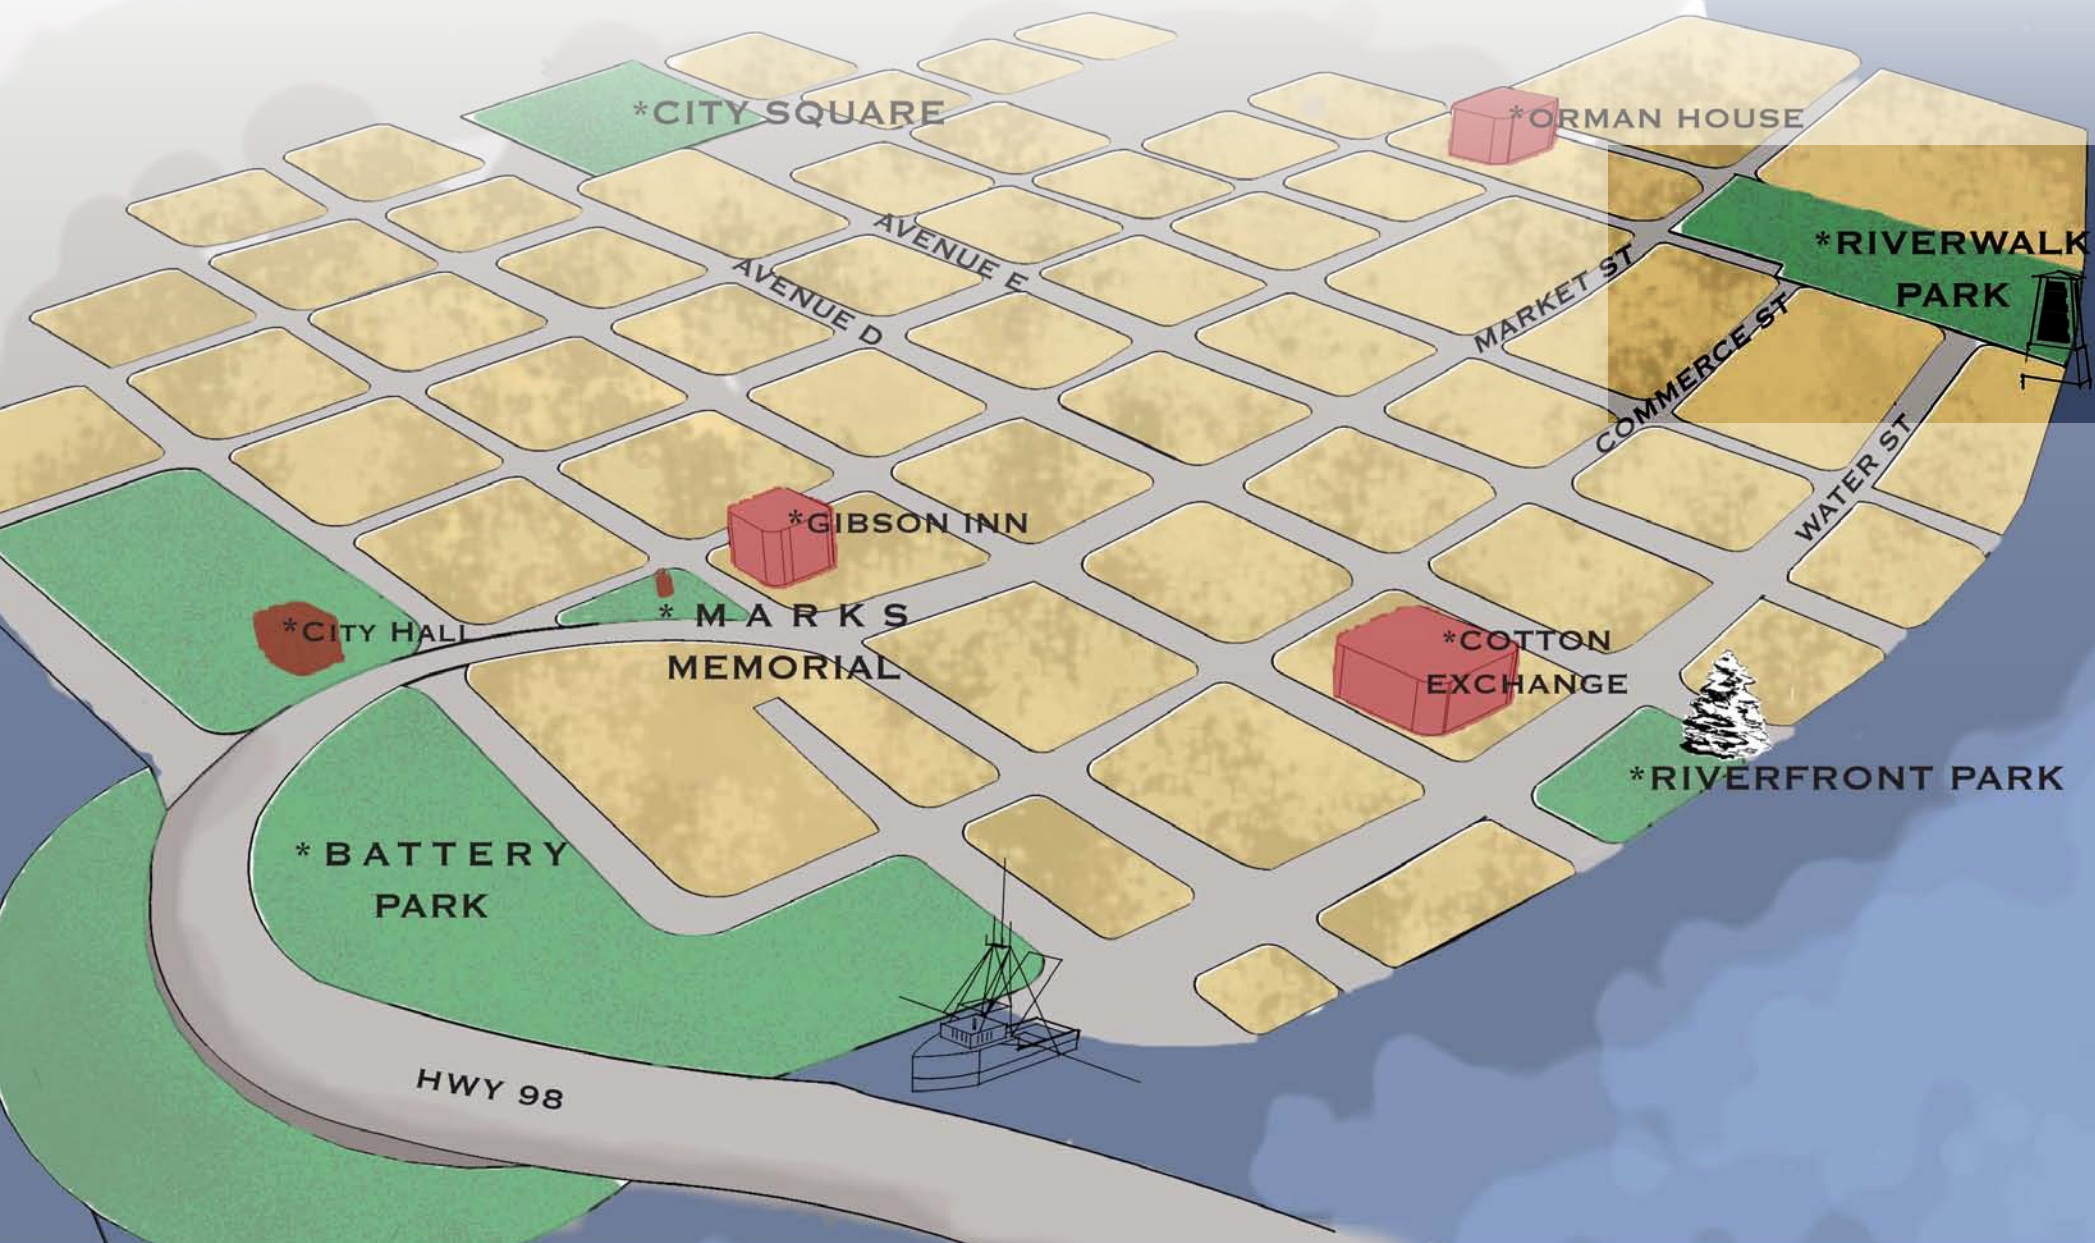 *CITY SQUARE
*ORMAN HOUSE
AVENUE E
AVENUE D
MARKET ST
*RIVERWALK
PARK
COMMERCE ST
WATER ST
*GIBSON INN
*CITY HALL
* MARKS
MEMORIAL
*COTTON
EXCHANGE
*RIVERFRONT PARK
*BATTERY
PARK
HWY 98